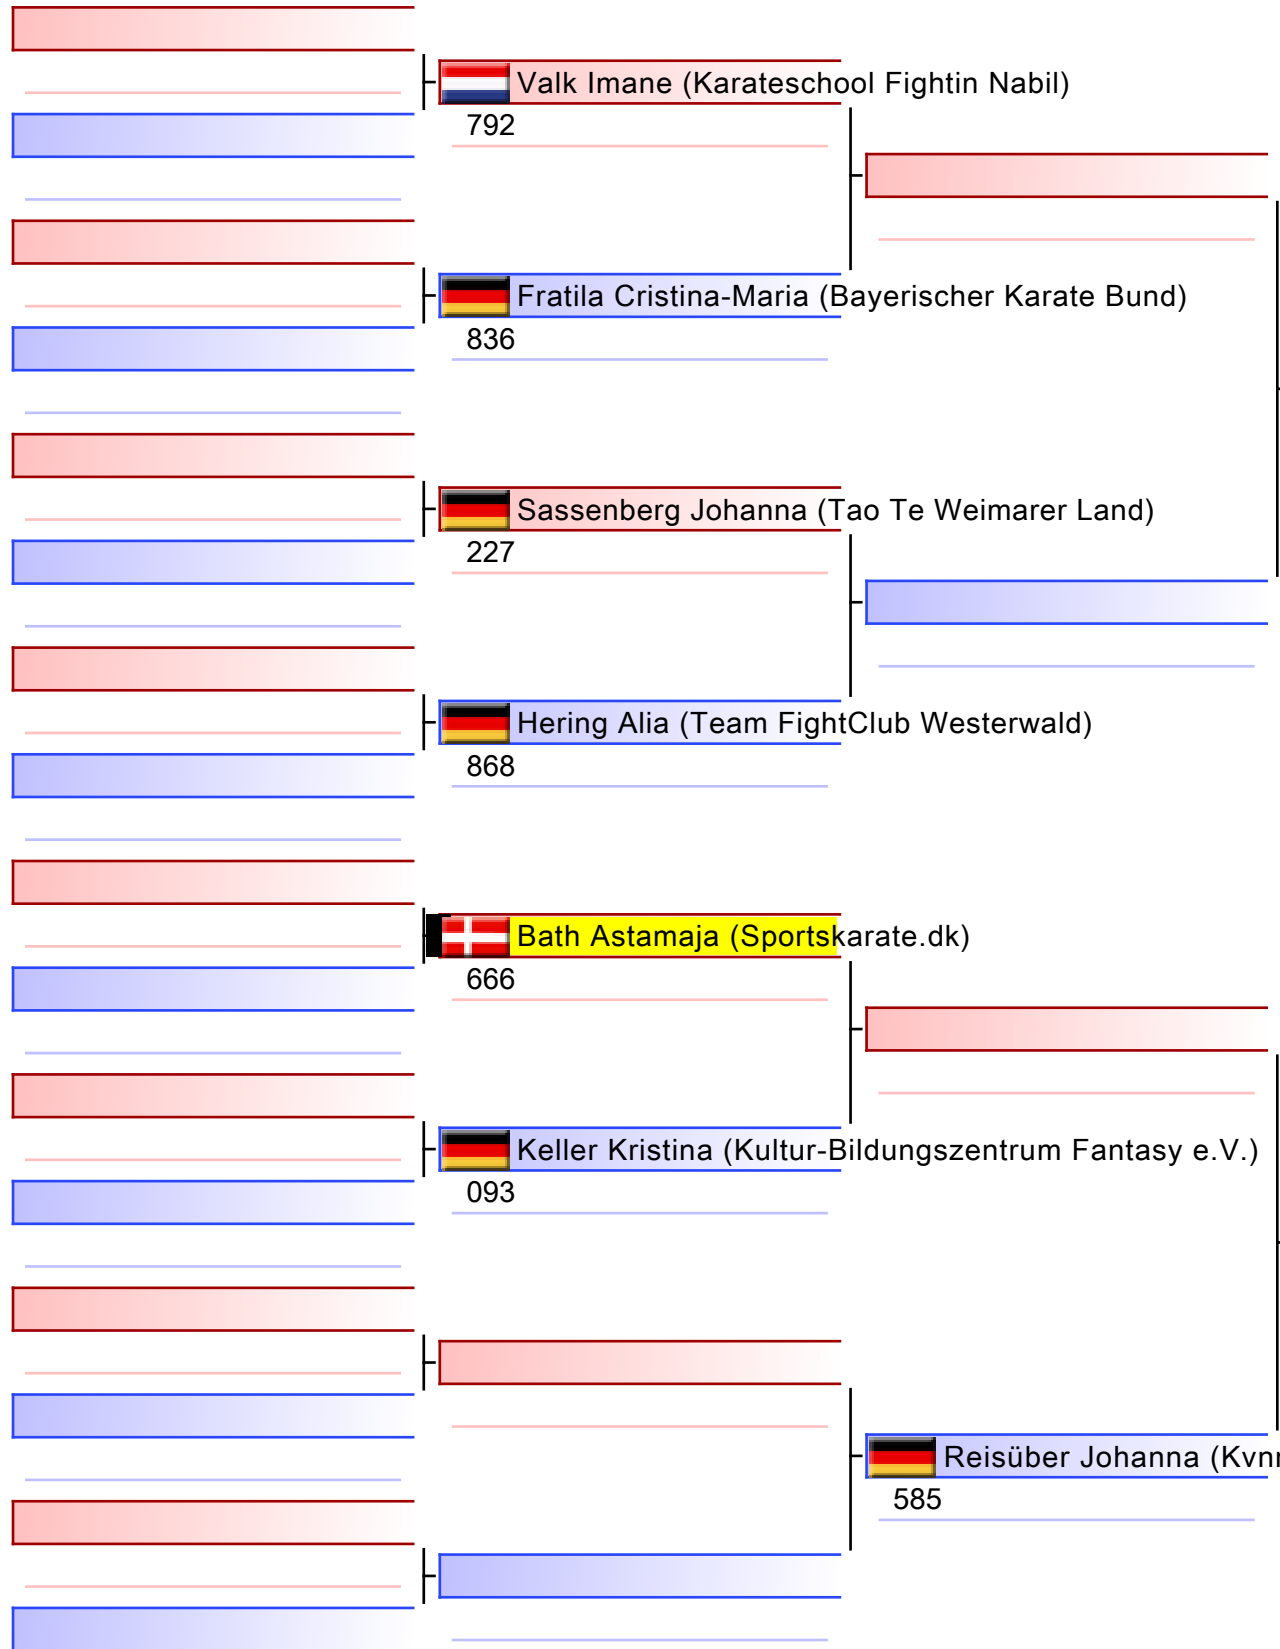 Valk Imane (Karateschool Fightin Nabil)
792
Fratila Cristina-Maria (Bayerischer Karate Bund)
836
Sassenberg Johanna (Tao Te Weimarer Land)
227
Hering Alia (Team FightClub Westerwald)
868
Bath Astamaja (Sportskarate.dk)
666
Keller Kristina (Kultur-Bildungszentrum Fantasy e.V.)
093
Reisüber Johanna
585